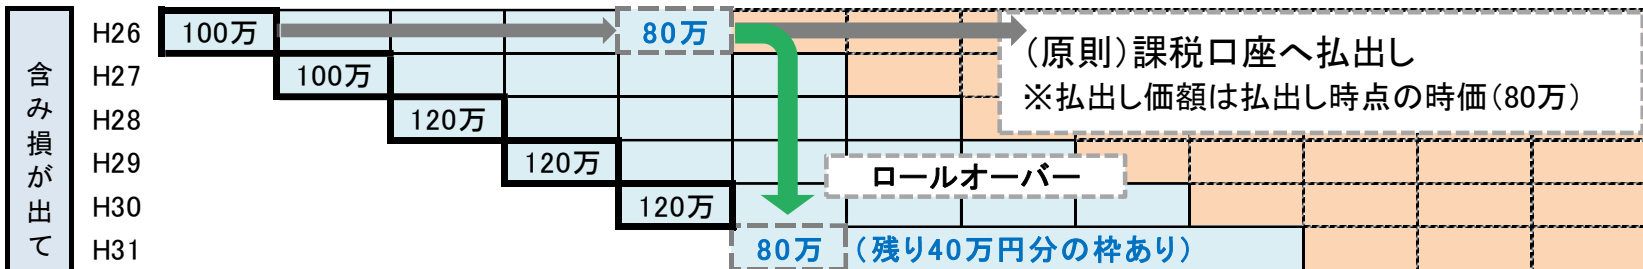 含み損が出て
H26 100万 80万
(原則)課税口座へ払出し
※払出し価額は払出し時点の時価(80万)
H27 100万
H28 120万
H29 120万
ロールオーバー
H30 120万
H31 80万 (残り40万円分の枠あり)